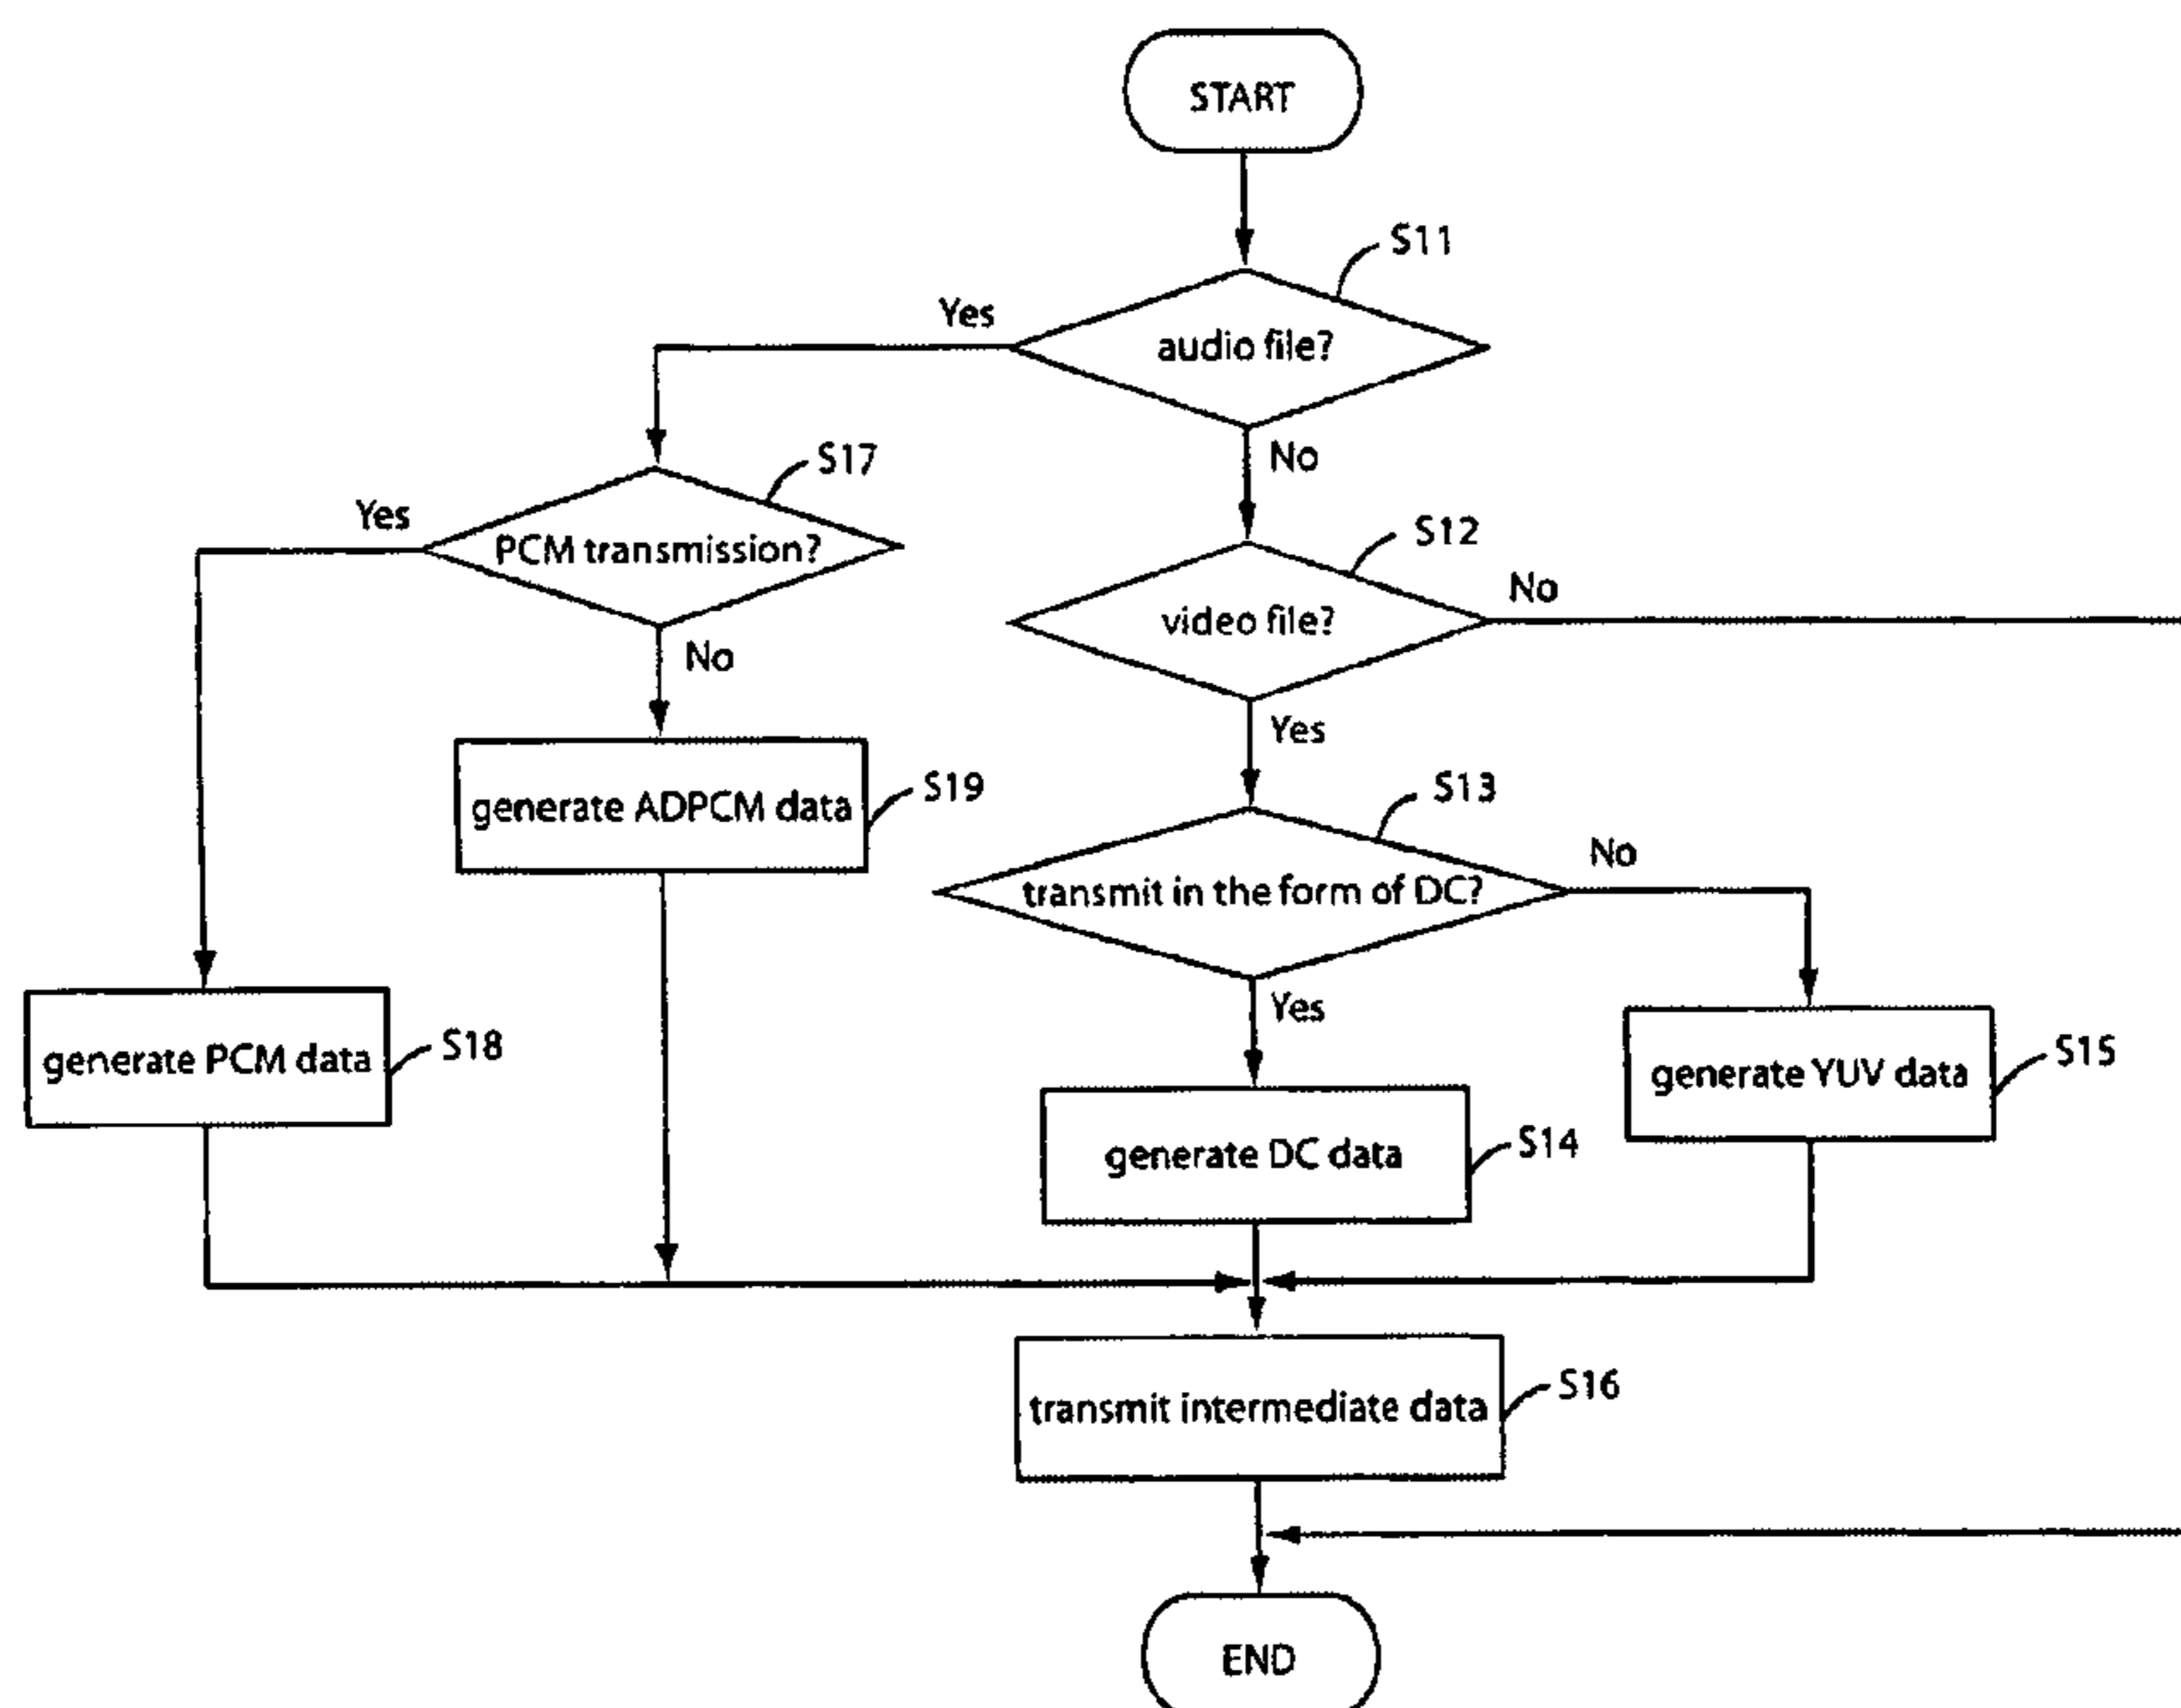 START
S11
Yes
audio file?
No
S17
Yes
PCM transmission?
No
S12
No
video file?
Yes
S19
generate ADPCM data
S13
No
transmit in the form of DC?
Yes
S18
generate PCM data
S15
generate YUV data
S14
generate DC data
S16
transmit intermediate data
END